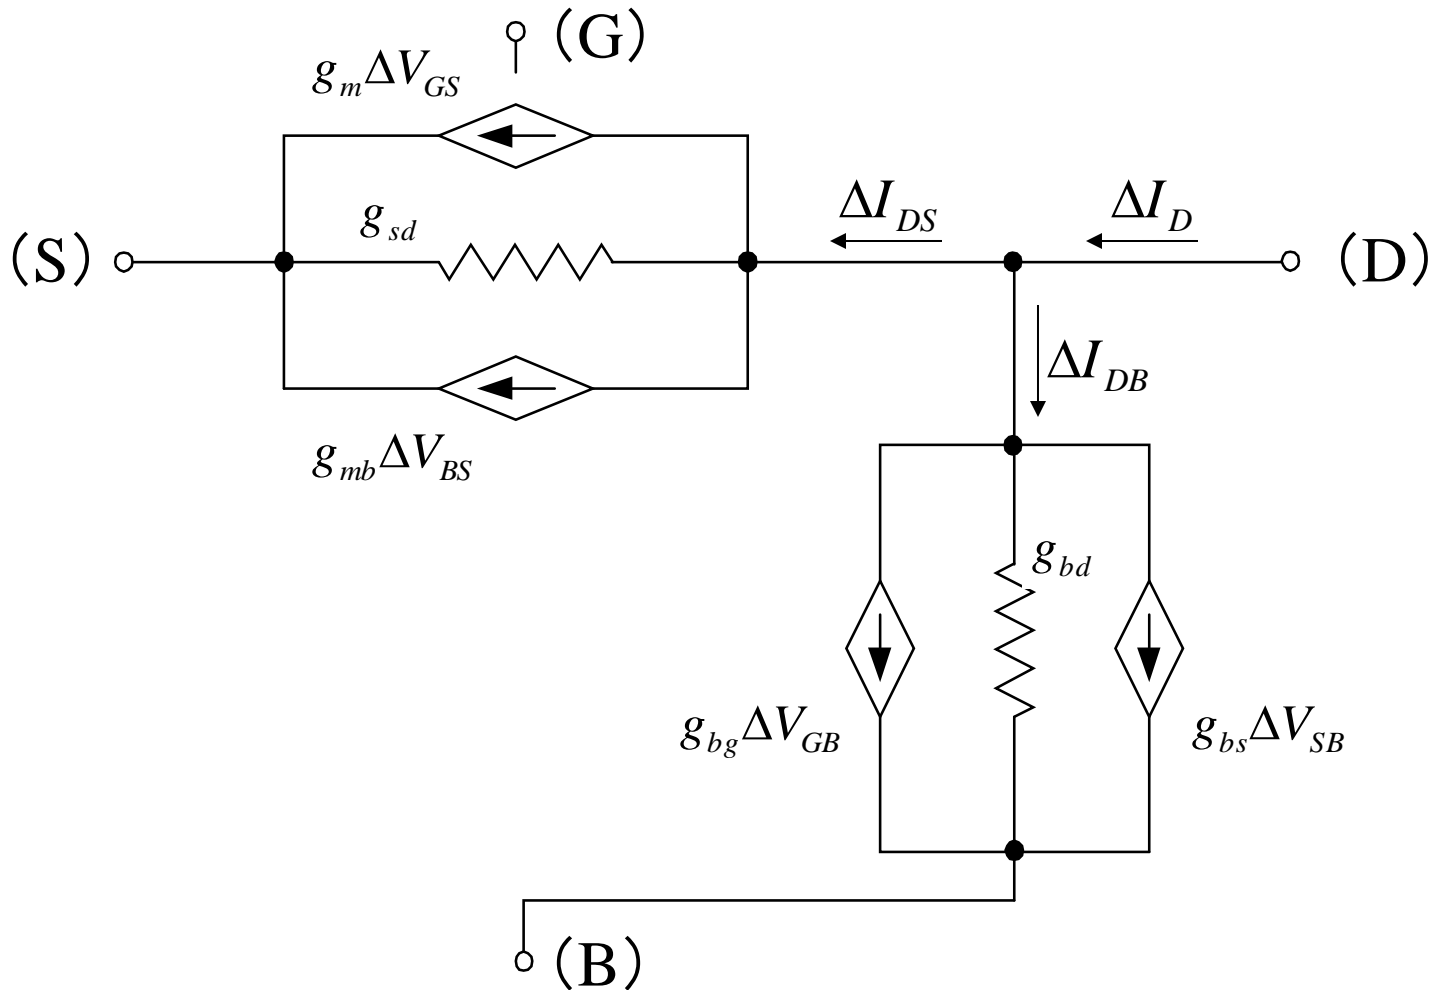 (G)
g_m ΔV_GS
g_sd
ΔI_DS
ΔI_D
(S)
(D)
g_mb ΔV_BS
ΔI_DB
g_bd
g_bg ΔV_GB
g_bs ΔV_SB
(B)